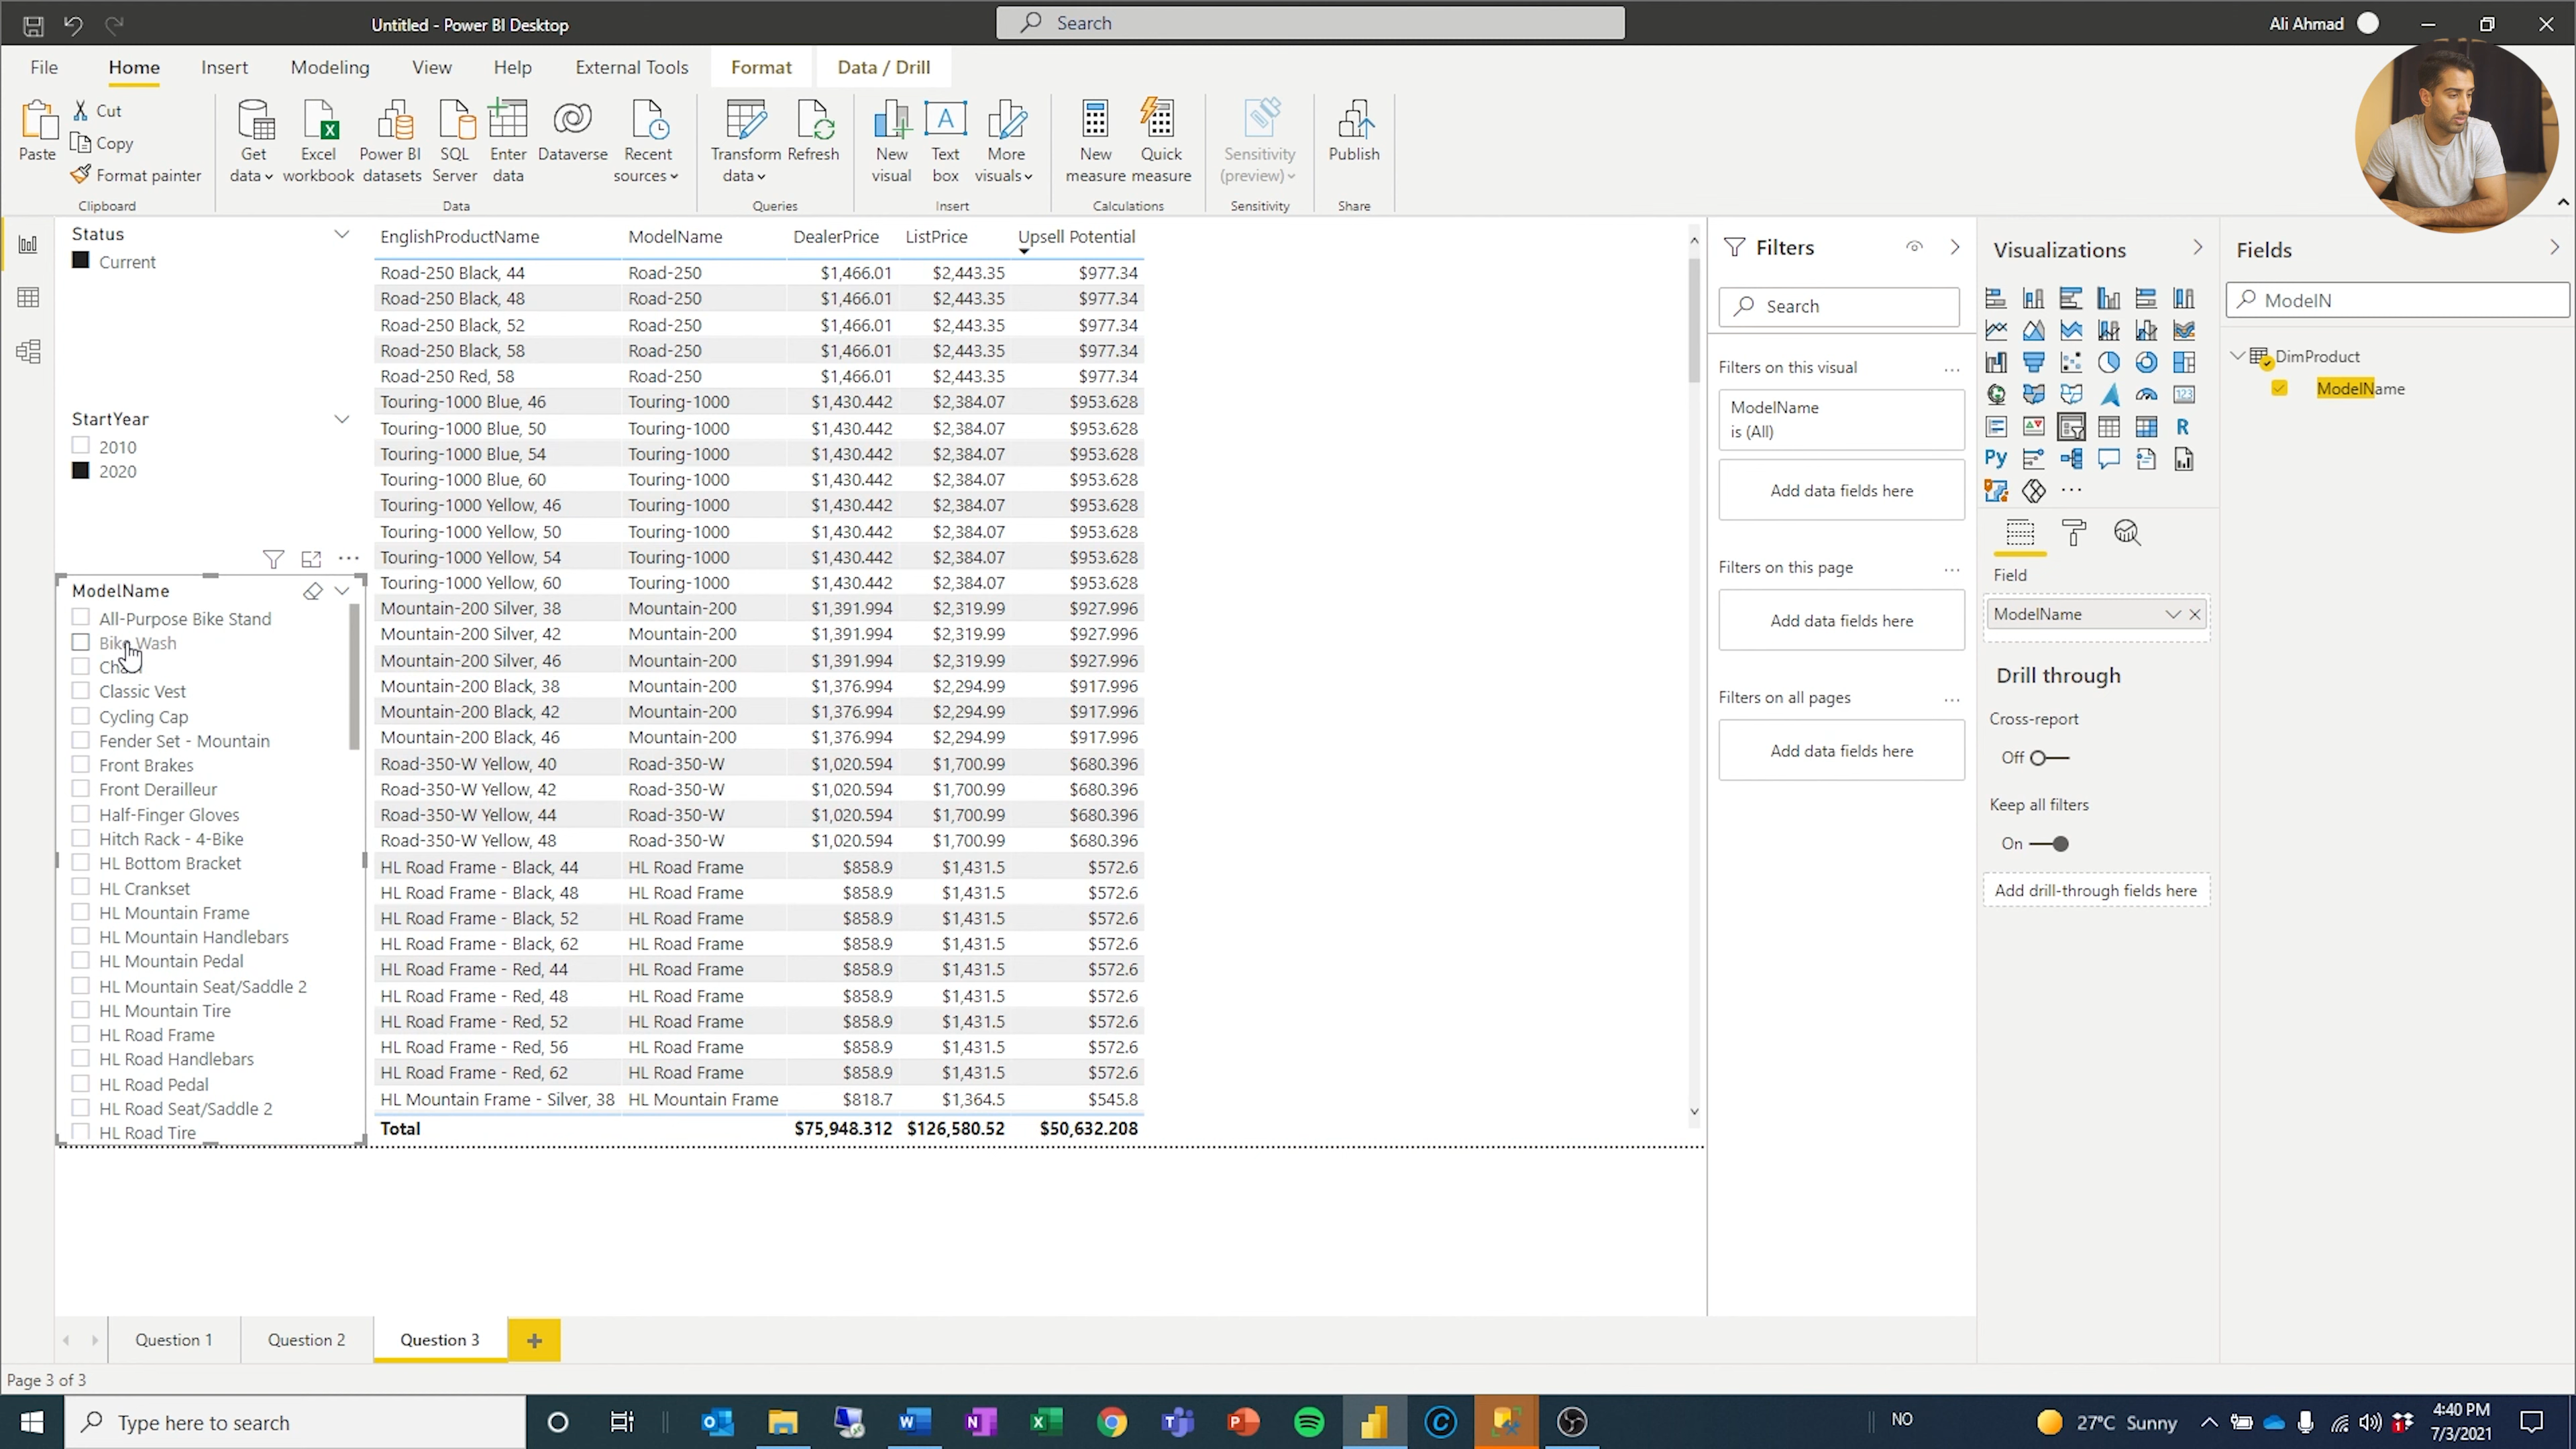 Untitled - Power BI Desktop
Search
Ali Ahmad
File
Home
Insert
Modeling
View
Help
External Tools
Format
Data / Drill
Paste
Cut
Copy
Format painter
Clipboard
Get data
Excel workbook
Power BI datasets
SQL Server
Enter data
Dataverse
Recent sources
Data
Transform data
Refresh
Queries
New visual
Text box
More visuals
Insert
New measure
Quick measure
Calculations
Sensitivity (preview)
Sensitivity
Publish
Share
Status
Current
StartYear
2010
2020
ModelName
All-Purpose Bike Stand
Bike Wash
Classic Vest
Cycling Cap
Fender Set - Mountain
Front Brakes
Front Derailleur
Half-Finger Gloves
Hitch Rack - 4-Bike
HL Bottom Bracket
HL Crankset
HL Mountain Frame
HL Mountain Handlebars
HL Mountain Pedal
HL Mountain Seat/Saddle 2
HL Mountain Tire
HL Road Frame
HL Road Handlebars
HL Road Pedal
HL Road Seat/Saddle 2
HL Road Tire
EnglishProductName ModelName DealerPrice ListPrice Upsell Potential
Road-250 Black, 44 Road-250 $1,466.01 $2,443.35 $977.34
Road-250 Black, 48 Road-250 $1,466.01 $2,443.35 $977.34
Road-250 Black, 52 Road-250 $1,466.01 $2,443.35 $977.34
Road-250 Black, 58 Road-250 $1,466.01 $2,443.35 $977.34
Road-250 Red, 58 Road-250 $1,466.01 $2,443.35 $977.34
Touring-1000 Blue, 46 Touring-1000 $1,430.442 $2,384.07 $953.628
Touring-1000 Blue, 50 Touring-1000 $1,430.442 $2,384.07 $953.628
Touring-1000 Blue, 54 Touring-1000 $1,430.442 $2,384.07 $953.628
Touring-1000 Blue, 60 Touring-1000 $1,430.442 $2,384.07 $953.628
Touring-1000 Yellow, 46 Touring-1000 $1,430.442 $2,384.07 $953.628
Touring-1000 Yellow, 50 Touring-1000 $1,430.442 $2,384.07 $953.628
Touring-1000 Yellow, 54 Touring-1000 $1,430.442 $2,384.07 $953.628
Touring-1000 Yellow, 60 Touring-1000 $1,430.442 $2,384.07 $953.628
Mountain-200 Silver, 38 Mountain-200 $1,391.994 $2,319.99 $927.996
Mountain-200 Silver, 42 Mountain-200 $1,391.994 $2,319.99 $927.996
Mountain-200 Silver, 46 Mountain-200 $1,391.994 $2,319.99 $927.996
Mountain-200 Black, 38 Mountain-200 $1,376.994 $2,294.99 $917.996
Mountain-200 Black, 42 Mountain-200 $1,376.994 $2,294.99 $917.996
Mountain-200 Black, 46 Mountain-200 $1,376.994 $2,294.99 $917.996
Road-350-W Yellow, 40 Road-350-W $1,020.594 $1,700.99 $680.396
Road-350-W Yellow, 42 Road-350-W $1,020.594 $1,700.99 $680.396
Road-350-W Yellow, 44 Road-350-W $1,020.594 $1,700.99 $680.396
Road-350-W Yellow, 48 Road-350-W $1,020.594 $1,700.99 $680.396
HL Road Frame - Black, 44 HL Road Frame $858.9 $1,431.5 $572.6
HL Road Frame - Black, 48 HL Road Frame $858.9 $1,431.5 $572.6
HL Road Frame - Black, 52 HL Road Frame $858.9 $1,431.5 $572.6
HL Road Frame - Black, 62 HL Road Frame $858.9 $1,431.5 $572.6
HL Road Frame - Red, 44 HL Road Frame $858.9 $1,431.5 $572.6
HL Road Frame - Red, 48 HL Road Frame $858.9 $1,431.5 $572.6
HL Road Frame - Red, 52 HL Road Frame $858.9 $1,431.5 $572.6
HL Road Frame - Red, 56 HL Road Frame $858.9 $1,431.5 $572.6
HL Road Frame - Red, 62 HL Road Frame $858.9 $1,431.5 $572.6
HL Mountain Frame - Silver, 38 HL Mountain Frame $818.7 $1,364.5 $545.8
Total $75,948.312 $126,580.52 $50,632.208
Filters
Search
Filters on this visual
ModelName
is (All)
Add data fields here
Filters on this page
Add data fields here
Filters on all pages
Add data fields here
Visualizations
R
Py
Field
ModelName
Drill through
Cross-report
Off
Keep all filters
On
Add drill-through fields here
Fields
ModelN
DimProduct
ModelName
Question 1
Question 2
Question 3
Page 3 of 3
Type here to search
NO
27°C Sunny
4:40 PM
7/3/2021